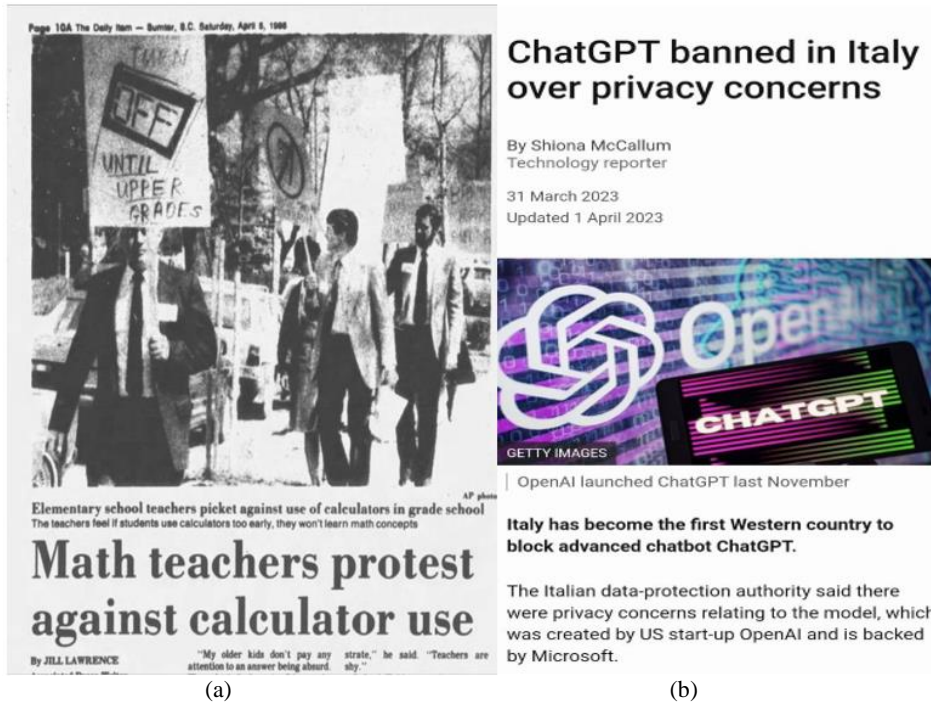 Page 10A The Daily Item — Sumter, S.C. Saturday, April 5, 1986
TURN
OFF
UNTIL
UPPER
GRADES
AP photo
Elementary school teachers picket against use of calculators in grade school
The teachers feel if students use calculators too early, they won't learn math concepts
Math teachers protest
against calculator use
By JILL LAWRENCE
"My older kids don't pay any
attention to an answer being absurd.
strate," he said. "Teachers are
shy."
(a)
ChatGPT banned in Italy
over privacy concerns
By Shiona McCallum
Technology reporter
31 March 2023
Updated 1 April 2023
OpenAI
CHATGPT
GETTY IMAGES
OpenAI launched ChatGPT last November
Italy has become the first Western country to
block advanced chatbot ChatGPT.
The Italian data-protection authority said there
were privacy concerns relating to the model, which
was created by US start-up OpenAI and is backed
by Microsoft.
(b)